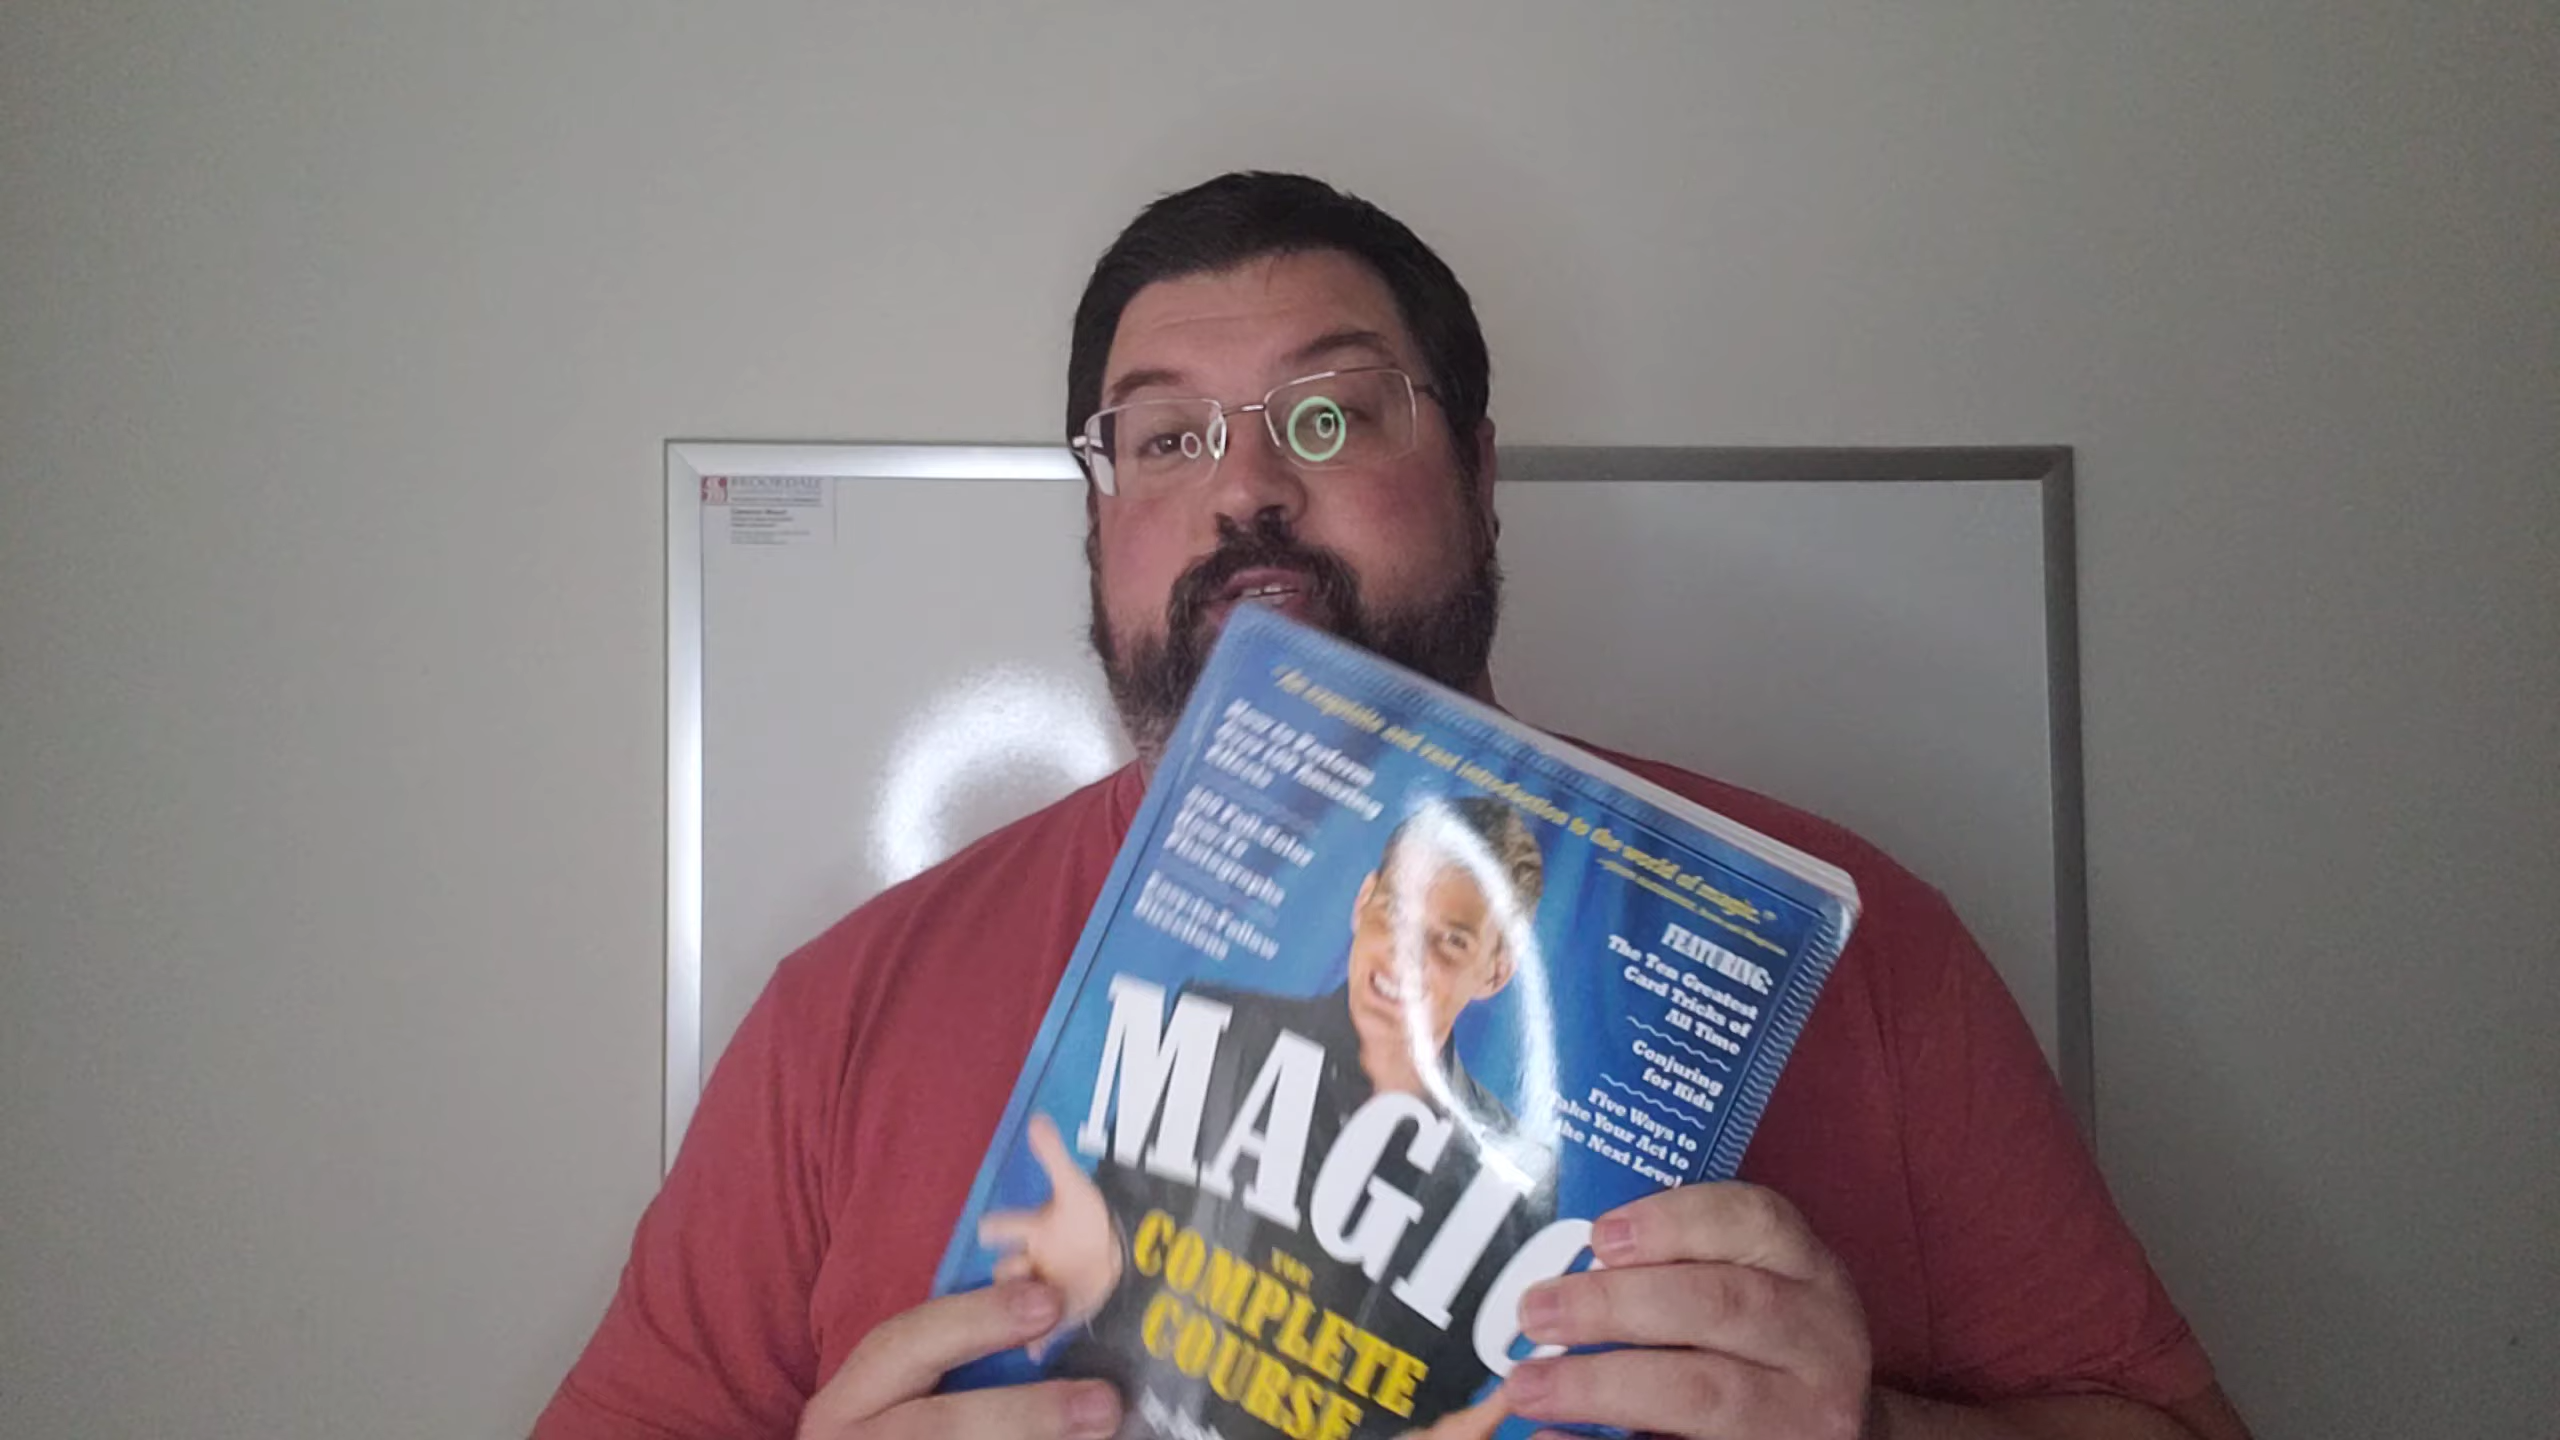 BROOKDALE
"An exquisite and vast introduction to the world of magic."
How to Perform
Over 100 Amazing
Effects
Full-Color
How-To
Photographs
Easy-to-Follow
Directions
FEATURING:
The Ten Greatest
Card Tricks of
All Time
Conjuring
for Kids
Five Ways to
Take Your Act to
the Next Level
MAGIC
THE
COMPLETE
COURSE